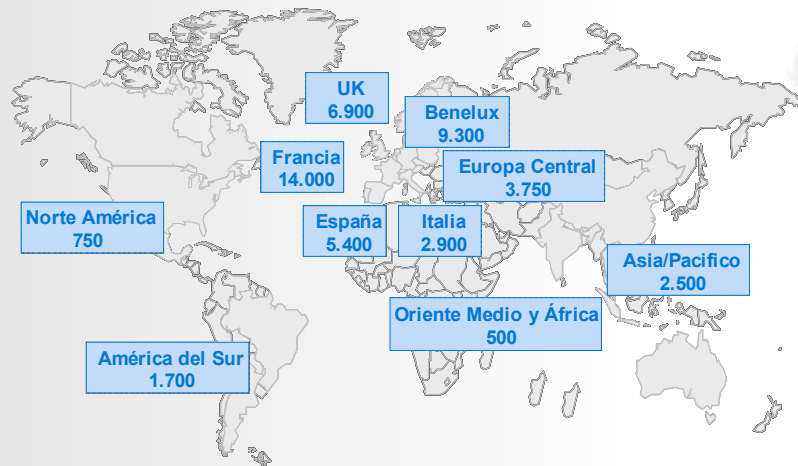 UK
6.900
Benelux
9.300
Francia
14.000
Europa Central
3.750
Norte América
750
España
5.400
Italia
2.900
Asia/Pacifico
2.500
Oriente Medio y África
500
América del Sur
1.700